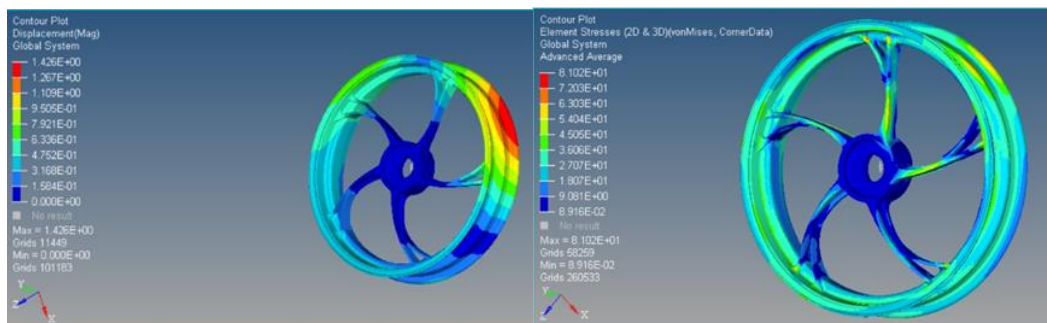 Contour Plot
Displacement(Mag)
Global System
1.426E+00
1.267E+00
1.109E+00
9.505E-01
7.921E-01
6.336E-01
4.752E-01
3.168E-01
1.584E-01
0.000E+00
No result
Max = 1.426E+00
Grids 11449
Min = 0.000E+00
Grids 101183
Y
Z
X
Contour Plot
Element Stresses (2D & 3D)(vonMises, CornerData)
Global System
Advanced Average
8.102E+01
7.203E+01
6.303E+01
5.404E+01
4.505E+01
3.606E+01
2.707E+01
1.807E+01
9.081E+00
8.916E-02
No result
Max = 8.102E+01
Grids 58259
Min = 8.916E-02
Grids 260533
Y
Z
X